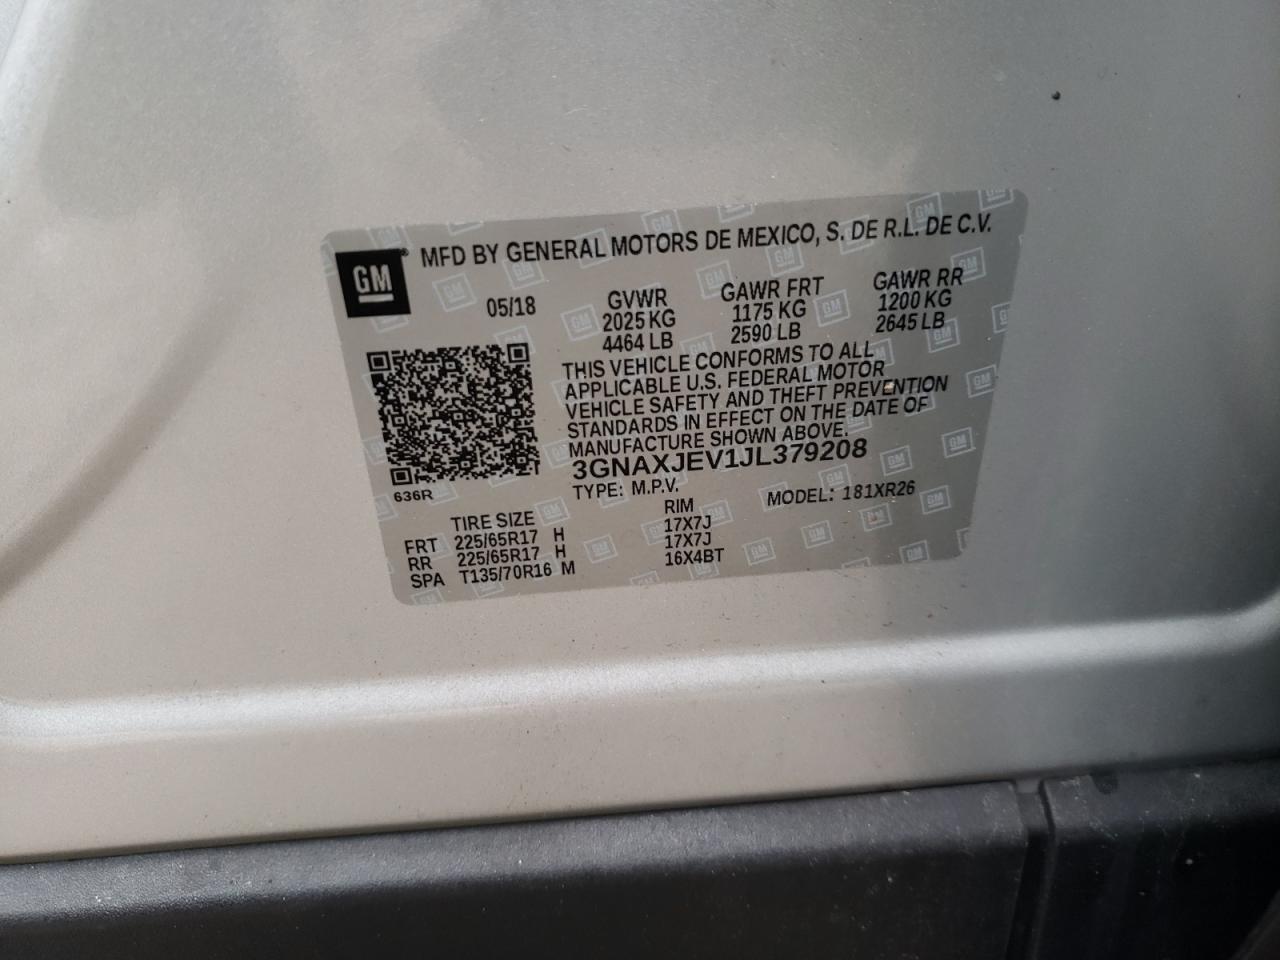 GM® MFD BY GENERAL MOTORS DE MEXICO, S. DE R.L. DE C.V.
05/18 GVWR GAWR FRT GAWR RR
2025 KG 1175 KG 1200 KG
4464 LB 2590 LB 2645 LB
THIS VEHICLE CONFORMS TO ALL
APPLICABLE U.S. FEDERAL MOTOR
VEHICLE SAFETY AND THEFT PREVENTION
STANDARDS IN EFFECT ON THE DATE OF
MANUFACTURE SHOWN ABOVE.
3GNAXJEV1JL379208
636R
TYPE: M.P.V. MODEL: 181XR26
TIRE SIZE RIM
FRT 225/65R17 H 17X7J
RR 225/65R17 H 17X7J
SPA T135/70R16 M 16X4BT